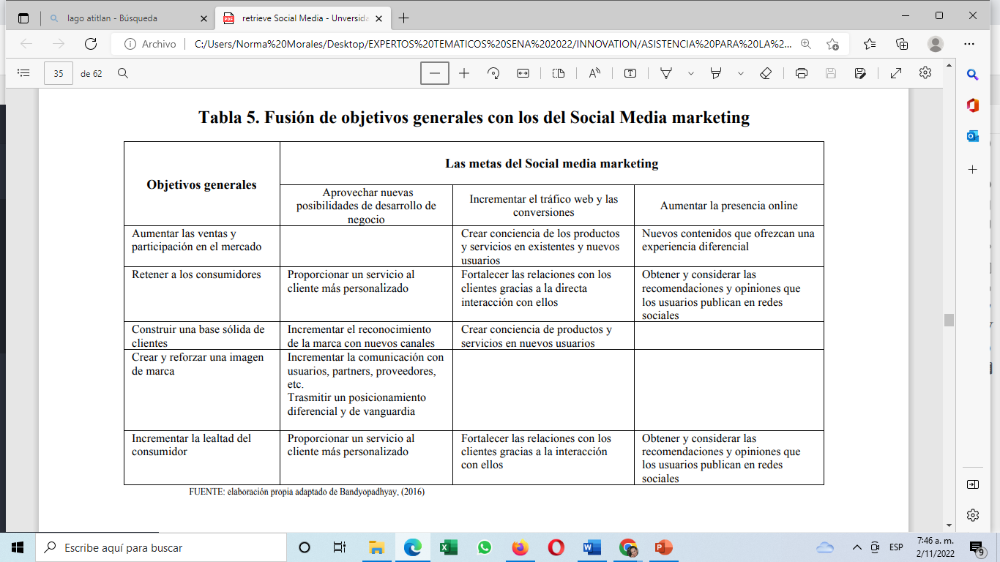 lago atitlan - Búsqueda
retrieve Social Media - Unversida
Archivo
C:/Users/Norma%20Morales/Desktop/EXPERTOS%20TEMATICOS%20SENA%202022/INNOVATION/ASISTENCIA%20PARA%20LA%2...
35
de 62
Tabla 5. Fusión de objetivos generales con los del Social Media marketing
Objetivos generales
Las metas del Social media marketing
Aprovechar nuevas
posibilidades de desarrollo de
negocio
Incrementar el tráfico web y las
conversiones
Aumentar la presencia online
Aumentar las ventas y
participación en el mercado
Crear conciencia de los productos
y servicios en existentes y nuevos
usuarios
Nuevos contenidos que ofrezcan una
experiencia diferencial
Retener a los consumidores
Proporcionar un servicio al
cliente más personalizado
Fortalecer las relaciones con los
clientes gracias a la directa
interacción con ellos
Obtener y considerar las
recomendaciones y opiniones que
los usuarios publican en redes
sociales
Construir una base sólida de
clientes
Incrementar el reconocimiento
de la marca con nuevos canales
Crear conciencia de productos y
servicios en nuevos usuarios
Crear y reforzar una imagen
de marca
Incrementar la comunicación con
usuarios, partners, proveedores,
etc.
Trasmitir un posicionamiento
diferencial y de vanguardia
Incrementar la lealtad del
consumidor
Proporcionar un servicio al
cliente más personalizado
Fortalecer las relaciones con los
clientes gracias a la interacción
con ellos
Obtener y considerar las
recomendaciones y opiniones que
los usuarios publican en redes
sociales
FUENTE: elaboración propia adaptado de Bandyopadhyay, (2016)
Escribe aquí para buscar
ESP
7:46 a. m.
2/11/2022
9